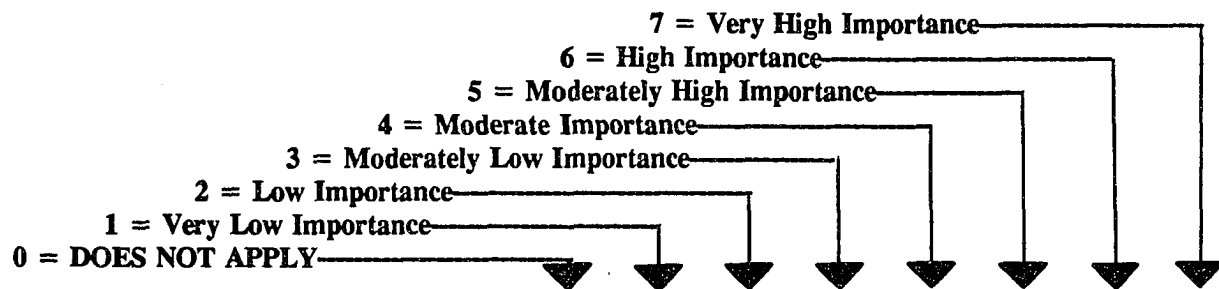 7 = Very High Importance
6 = High Importance
5 = Moderately High Importance
4 = Moderate Importance
3 = Moderately Low Importance
2 = Low Importance
1 = Very Low Importance
0 = DOES NOT APPLY